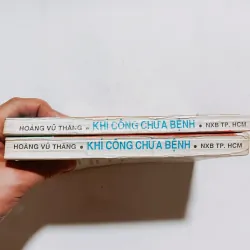 HOÀNG VŨ THĂNG • KHÍ CÔNG CHỮA BỆNH • NXB TP. HCM
HOÀNG VŨ THĂNG • KHÍ CÔNG CHỮA BỆNH • NXB TP. HCM